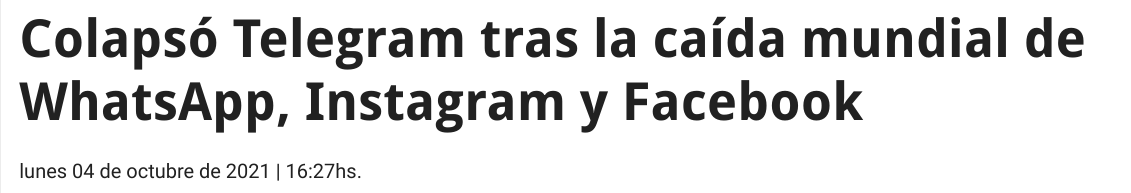 Colapsó Telegram tras la caída mundial de
WhatsApp, Instagram y Facebook
lunes 04 de octubre de 2021 | 16:27hs.